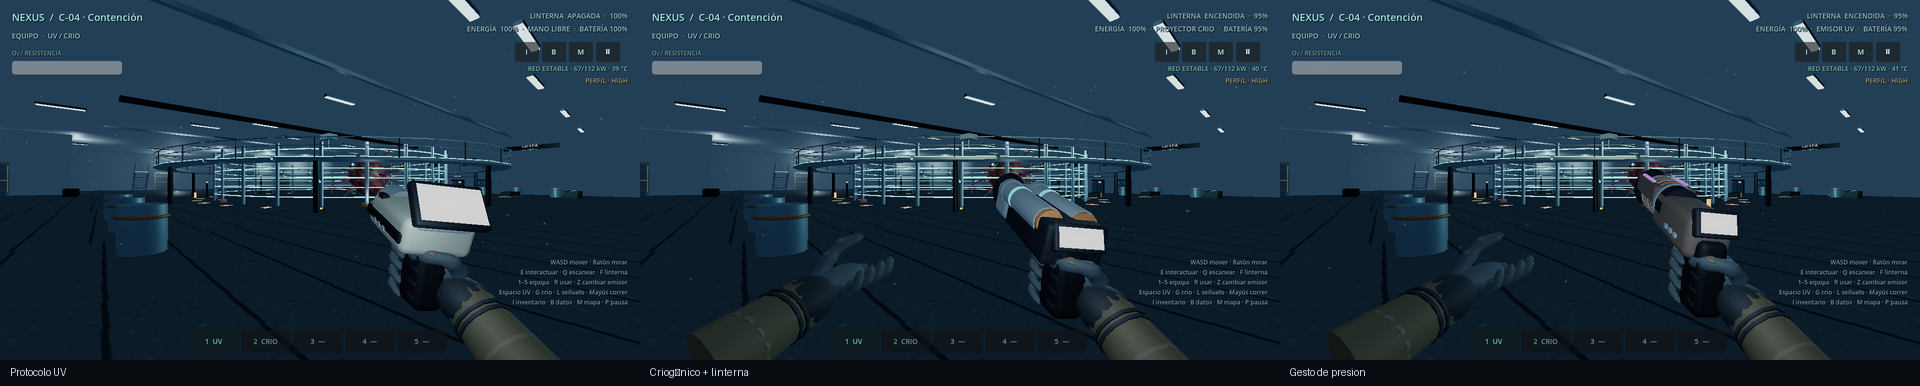 NEXUS / C-04 · Contención
LINTERNA APAGADA · 100%
EQUIPO · UV / CRIO
ENERGÍA 100% · MANO LIBRE · BATERÍA 100%
O₂ / RESISTENCIA
I B M II
RED ESTABLE · 67/112 kW · 39 °C
PERFIL · HIGH
WASD mover · Ratón mirar
E interactuar · Q escanear · F linterna
1-5 equipo · R usar · Z cambiar emisor
Espacio UV · G crio · L señuelo · Mayús correr
I inventario · B datos · M mapa · P pausa
1 UV 2 CRIO 3 — 4 — 5 —
Protocolo UV
NEXUS / C-04 · Contención
LINTERNA ENCENDIDA · 95%
EQUIPO · UV / CRIO
ENERGÍA 100% · PROYECTOR CRIO · BATERÍA 95%
O₂ / RESISTENCIA
I B M II
RED ESTABLE · 67/112 kW · 40 °C
PERFIL · HIGH
WASD mover · Ratón mirar
E interactuar · Q escanear · F linterna
1-5 equipo · R usar · Z cambiar emisor
Espacio UV · G crio · L señuelo · Mayús correr
I inventario · B datos · M mapa · P pausa
1 UV 2 CRIO 3 — 4 — 5 —
Criog▯nico + linterna
NEXUS / C-04 · Contención
LINTERNA ENCENDIDA · 95%
EQUIPO · UV / CRIO
ENERGÍA 100% · EMISOR UV · BATERÍA 95%
O₂ / RESISTENCIA
I B M II
RED ESTABLE · 67/112 kW · 41 °C
PERFIL · HIGH
WASD mover · Ratón mirar
E interactuar · Q escanear · F linterna
1-5 equipo · R usar · Z cambiar emisor
Espacio UV · G crio · L señuelo · Mayús correr
I inventario · B datos · M mapa · P pausa
1 UV 2 CRIO 3 — 4 — 5 —
Gesto de presion